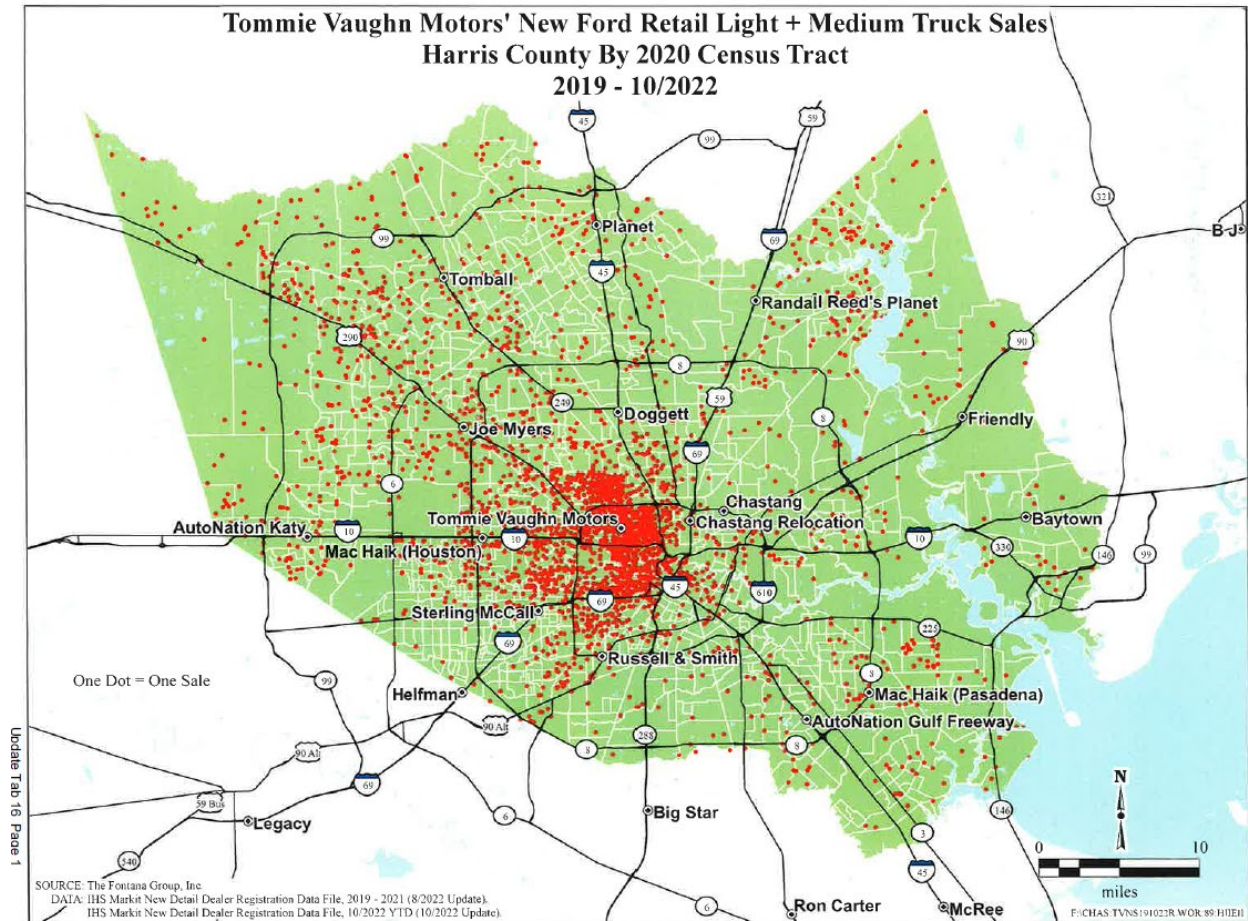 Tommie Vaughn Motors' New Ford Retail Light + Medium Truck Sales
Harris County By 2020 Census Tract
2019 - 10/2022
45
59
99
321
Planet
B J
69
99
45
Tomball
Randall Reed's Planet
290
90
8
59
249
Doggett
8
Friendly
Joe Myers
69
6
Chastang
Tommie Vaughn Motors
Chastang Relocation
Baytown
AutoNation Katy
10
10
10
330
146
99
Mac Haik (Houston)
45
610
69
Sterling McCall
225
69
Russell & Smith
8
One Dot = One Sale
99
Helfman
Mac Haik (Pasadena)
90 Alt
AutoNation Gulf Freeway
288
8
8
90 Alt
N
69
59 Bus
Big Star
146
6
Legacy
3
0
10
540
miles
45
SOURCE: The Fontana Group, Inc.
DATA: IHS Markit New Detail Dealer Registration Data File, 2019 - 2021 (8/2022 Update).
IHS Markit New Detail Dealer Registration Data File, 10/2022 YTD (10/2022 Update).
6
Ron Carter
McRee
Update Tab 16 Page 1